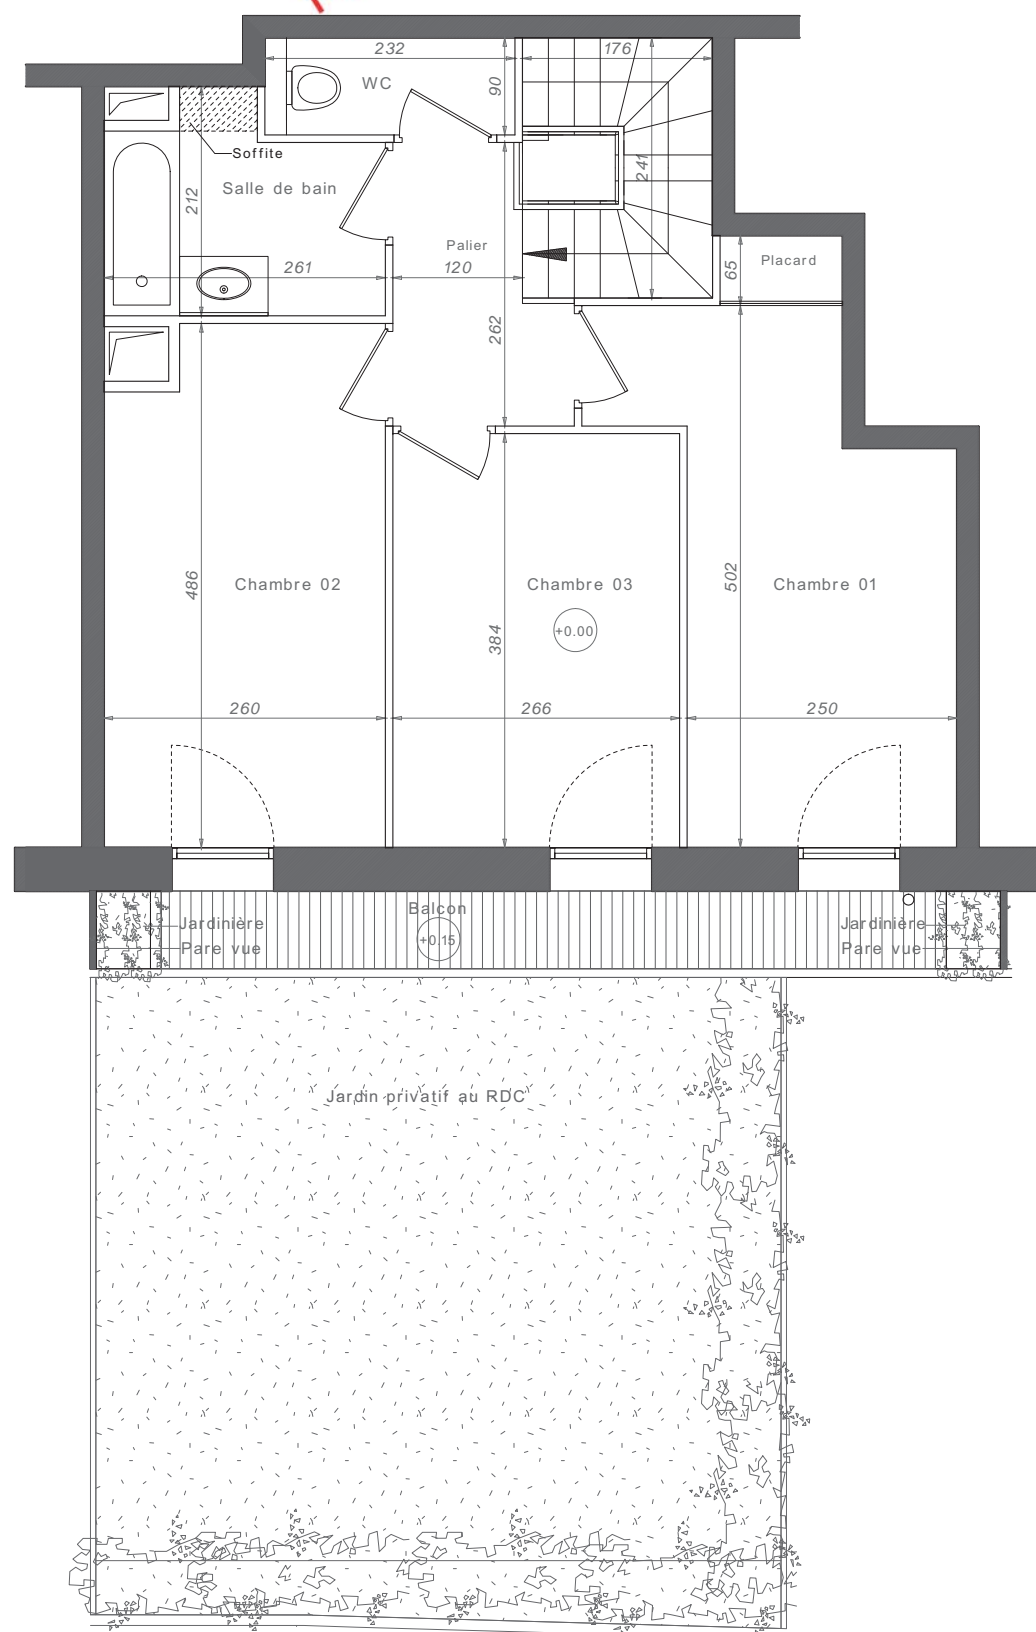 232
176
WC
90
Soffite
241
Salle de bain
212
Palier
65
Placard
261
120
262
486
Chambre 02
Chambre 03
502
Chambre 01
+0.00
384
260
266
250
Balcon
Jardinière
Pare vue
+0.15
Jardinière
Pare vue
Jardin privatif au RDC